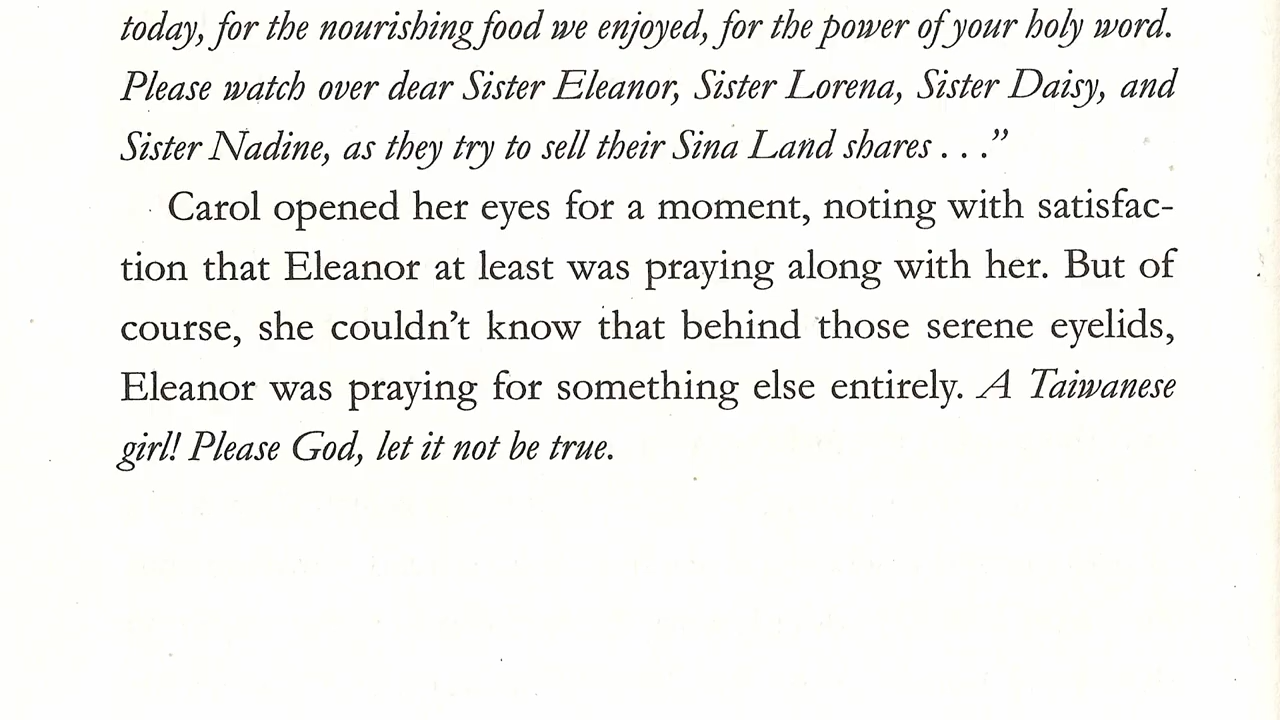 today, for the nourishing food we enjoyed, for the power of your holy word.
Please watch over dear Sister Eleanor, Sister Lorena, Sister Daisy, and
Sister Nadine, as they try to sell their Sina Land shares . . .”
Carol opened her eyes for a moment, noting with satisfac-
tion that Eleanor at least was praying along with her. But of
course, she couldn’t know that behind those serene eyelids,
Eleanor was praying for something else entirely. A Taiwanese
girl! Please God, let it not be true.